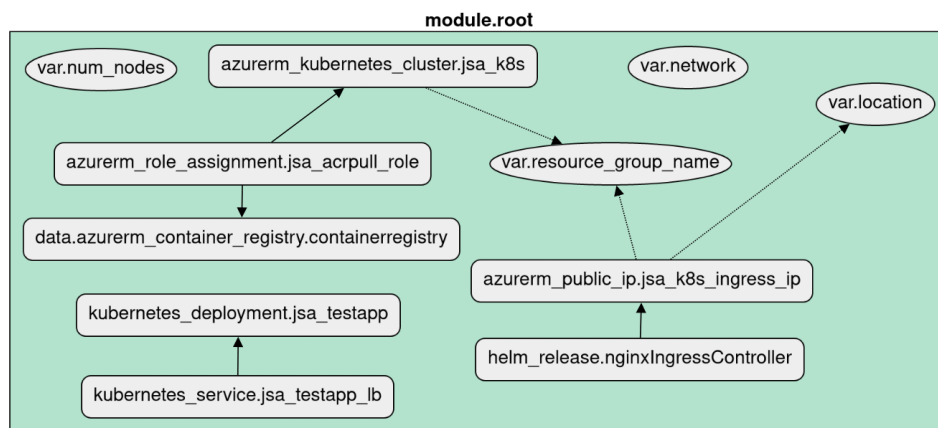 module.root
var.num_nodes
azurerm_kubernetes_cluster.jsa_k8s
var.network
var.location
azurerm_role_assignment.jsa_acrpull_role
var.resource_group_name
data.azurerm_container_registry.containerregistry
azurerm_public_ip.jsa_k8s_ingress_ip
kubernetes_deployment.jsa_testapp
helm_release.nginxIngressController
kubernetes_service.jsa_testapp_lb